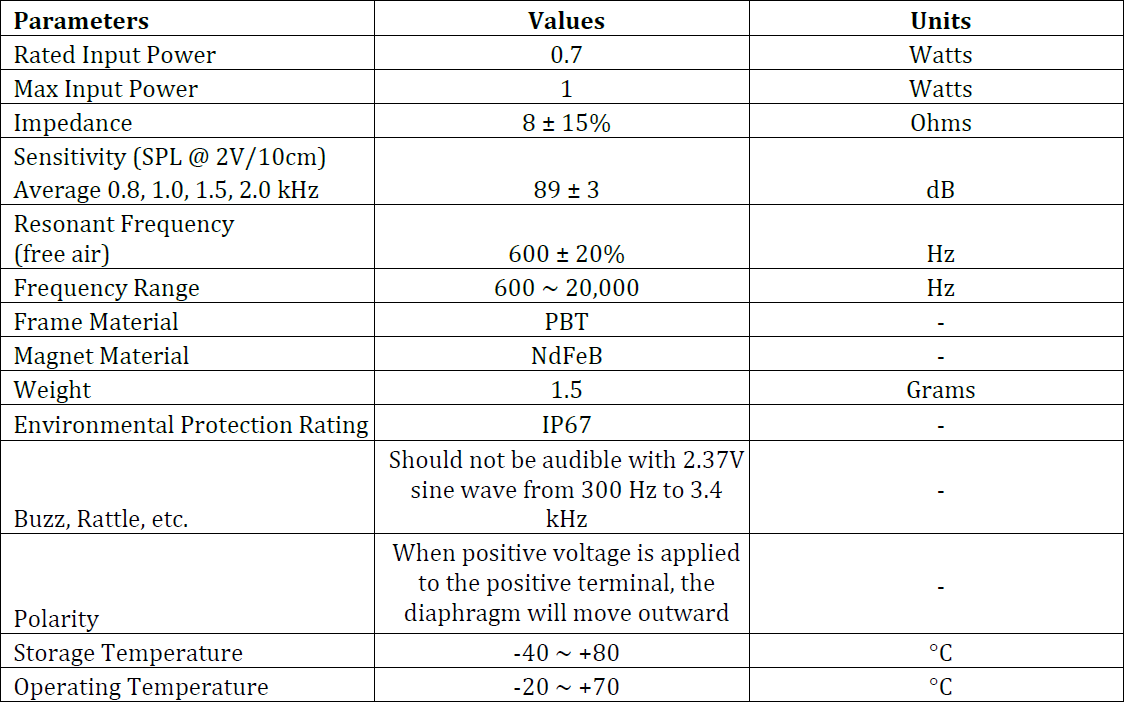 Parameters Values Units
Rated Input Power 0.7 Watts
Max Input Power 1 Watts
Impedance 8 ± 15% Ohms
Sensitivity (SPL @ 2V/10cm)
Average 0.8, 1.0, 1.5, 2.0 kHz 89 ± 3 dB
Resonant Frequency
(free air) 600 ± 20% Hz
Frequency Range 600 ~ 20,000 Hz
Frame Material PBT -
Magnet Material NdFeB -
Weight 1.5 Grams
Environmental Protection Rating IP67 -
Should not be audible with 2.37V
sine wave from 300 Hz to 3.4 -
Buzz, Rattle, etc. kHz
When positive voltage is applied
to the positive terminal, the -
Polarity diaphragm will move outward
Storage Temperature -40 ~ +80 °C
Operating Temperature -20 ~ +70 °C